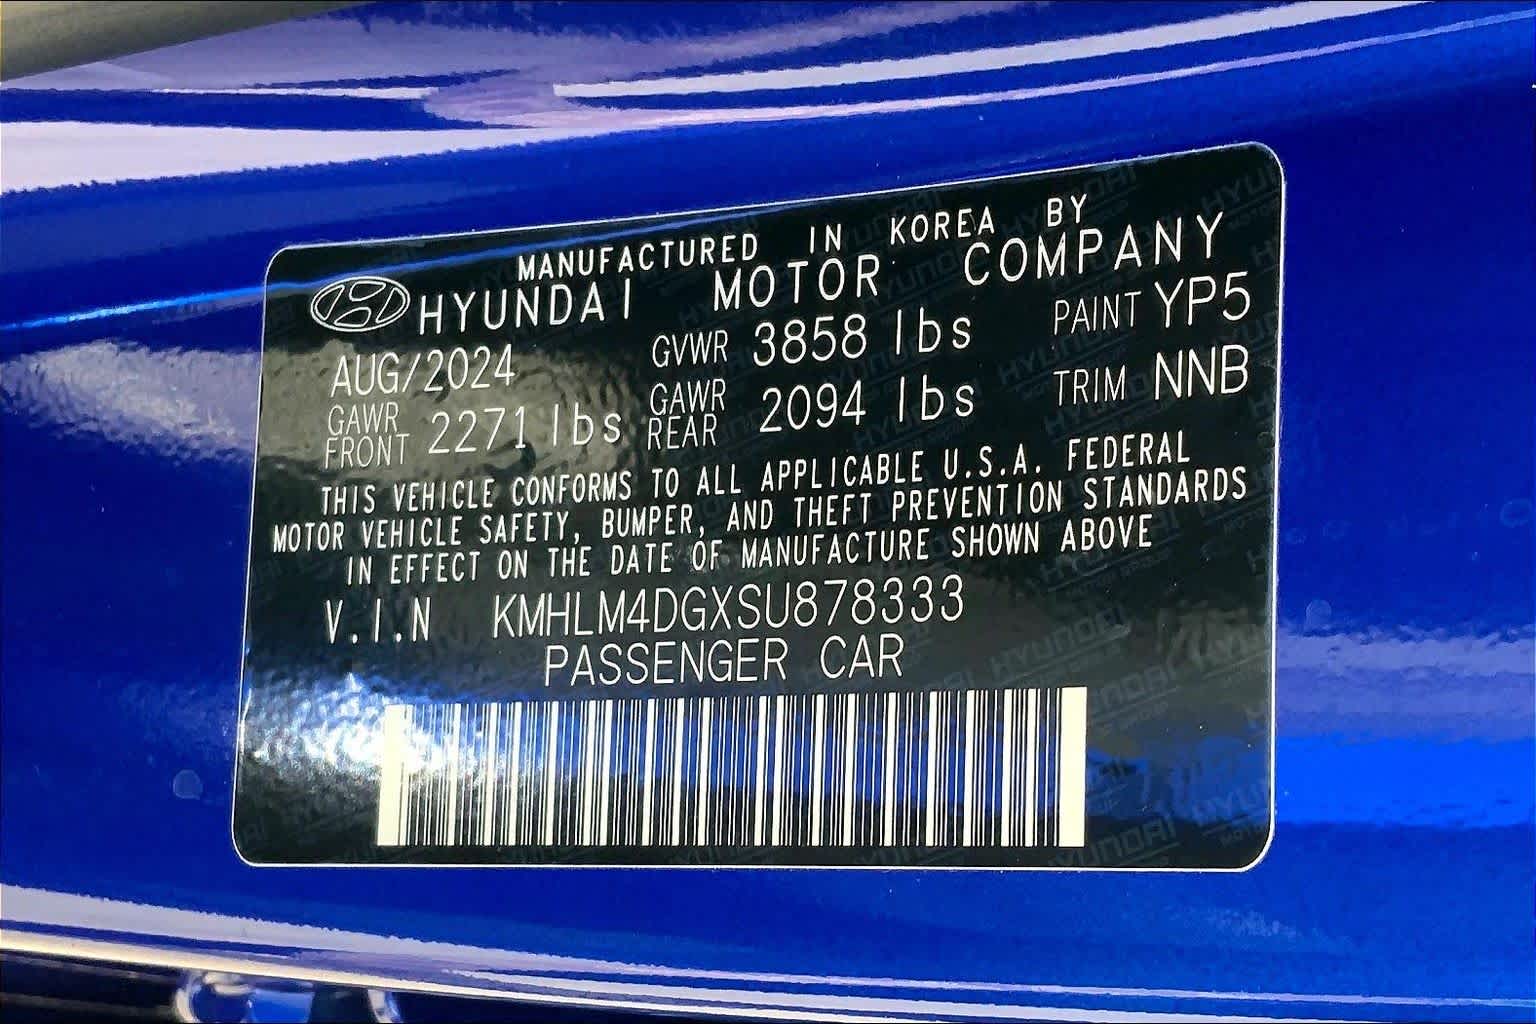 MANUFACTURED IN KOREA BY
HYUNDAI MOTOR COMPANY
AUG/2024 GVWR 3858 lbs PAINT YP5
GAWR FRONT 2271 lbs GAWR REAR 2094 lbs TRIM NNB
THIS VEHICLE CONFORMS TO ALL APPLICABLE U.S.A. FEDERAL
MOTOR VEHICLE SAFETY, BUMPER, AND THEFT PREVENTION STANDARDS
IN EFFECT ON THE DATE OF MANUFACTURE SHOWN ABOVE
V.I.N KMHLM4DGXSU878333
PASSENGER CAR